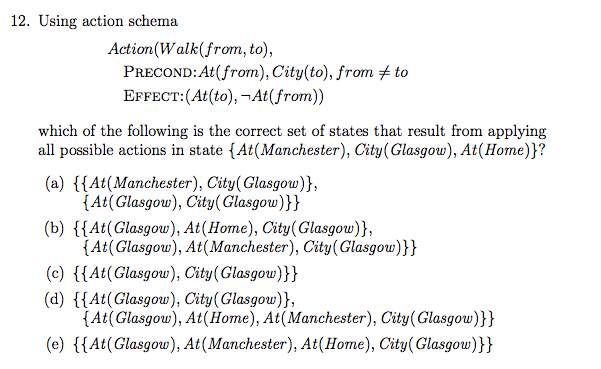 12. Using action schema
Action(Walk(from, to),
PRECOND:At(from), City(to), from ≠ to
EFFECT:(At(to), ¬At(from))
which of the following is the correct set of states that result from applying
all possible actions in state {At(Manchester), City(Glasgow), At(Home)}?
(a) {{At(Manchester), City(Glasgow)},
{At(Glasgow), City(Glasgow)}}
(b) {{At(Glasgow), At(Home), City(Glasgow)},
{At(Glasgow), At(Manchester), City(Glasgow)}}
(c) {{At(Glasgow), City(Glasgow)}}
(d) {{At(Glasgow), City(Glasgow)},
{At(Glasgow), At(Home), At(Manchester), City(Glasgow)}}
(e) {{At(Glasgow), At(Manchester), At(Home), City(Glasgow)}}